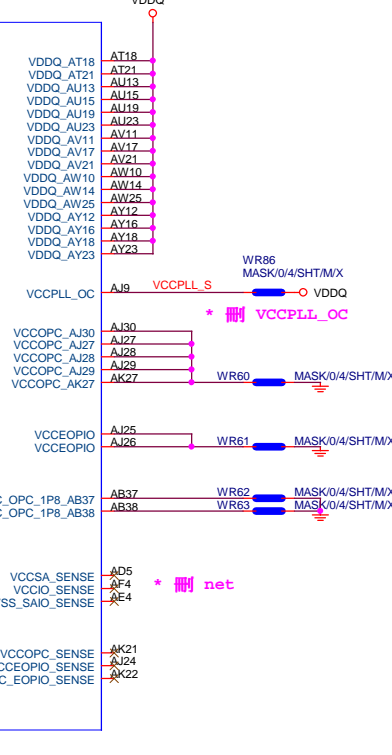 VDDQ
VDDQ_AT18 AT18
VDDQ_AT21 AT21
VDDQ_AU13 AU13
VDDQ_AU15 AU15
VDDQ_AU19 AU19
VDDQ_AU23 AU23
VDDQ_AV11 AV11
VDDQ_AV17 AV17
VDDQ_AV21 AV21
VDDQ_AW10 AW10
VDDQ_AW14 AW14
VDDQ_AW25 AW25
VDDQ_AY12 AY12
VDDQ_AY16 AY16
VDDQ_AY18 AY18
VDDQ_AY23 AY23
WR86
MASK/0/4/SHT/M/X
VCCPLL_OC AJ9 VCCPLL_S VDDQ
* 刪 VCCPLL_OC
VCCOPC_AJ30 AJ30
VCCOPC_AJ27 AJ27
VCCOPC_AJ28 AJ28
VCCOPC_AJ29 AJ29
VCCOPC_AK27 AK27 WR60 MASK/0/4/SHT/M/X
VCCEOPIO AJ25
VCCEOPIO AJ26 WR61 MASK/0/4/SHT/M/X
C_OPC_1P8_AB37 AB37 WR62 MASK/0/4/SHT/M/X
C_OPC_1P8_AB38 AB38 WR63 MASK/0/4/SHT/M/X
VCCSA_SENSE AD5
VCCIO_SENSE AF4 * 刪 net
SS_SAIO_SENSE AE4
VCCOPC_SENSE AK21
CCEOPIO_SENSE AJ24
C_EOPIO_SENSE AK22